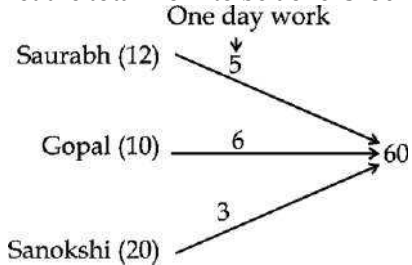 One day work
Saurabh (12)
5
Gopal (10)
6
60
3
Sanokshi (20)